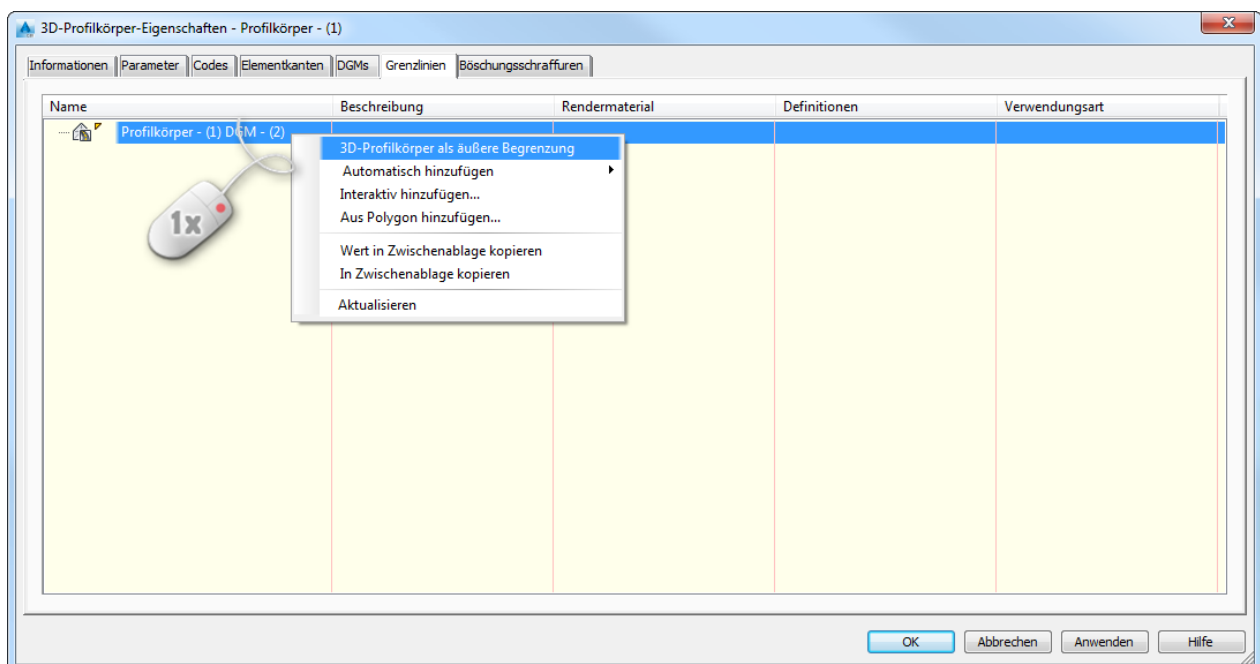 3D-Profilkörper-Eigenschaften - Profilkörper - (1)
Informationen Parameter Codes Elementkanten DGMs Grenzlinien Böschungsschraffuren
Name Beschreibung Rendermaterial Definitionen Verwendungsart
Profilkörper - (1) DGM - (2)
3D-Profilkörper als äußere Begrenzung
Automatisch hinzufügen
Interaktiv hinzufügen...
Aus Polygon hinzufügen...
1x
Wert in Zwischenablage kopieren
In Zwischenablage kopieren
Aktualisieren
OK Abbrechen Anwenden Hilfe